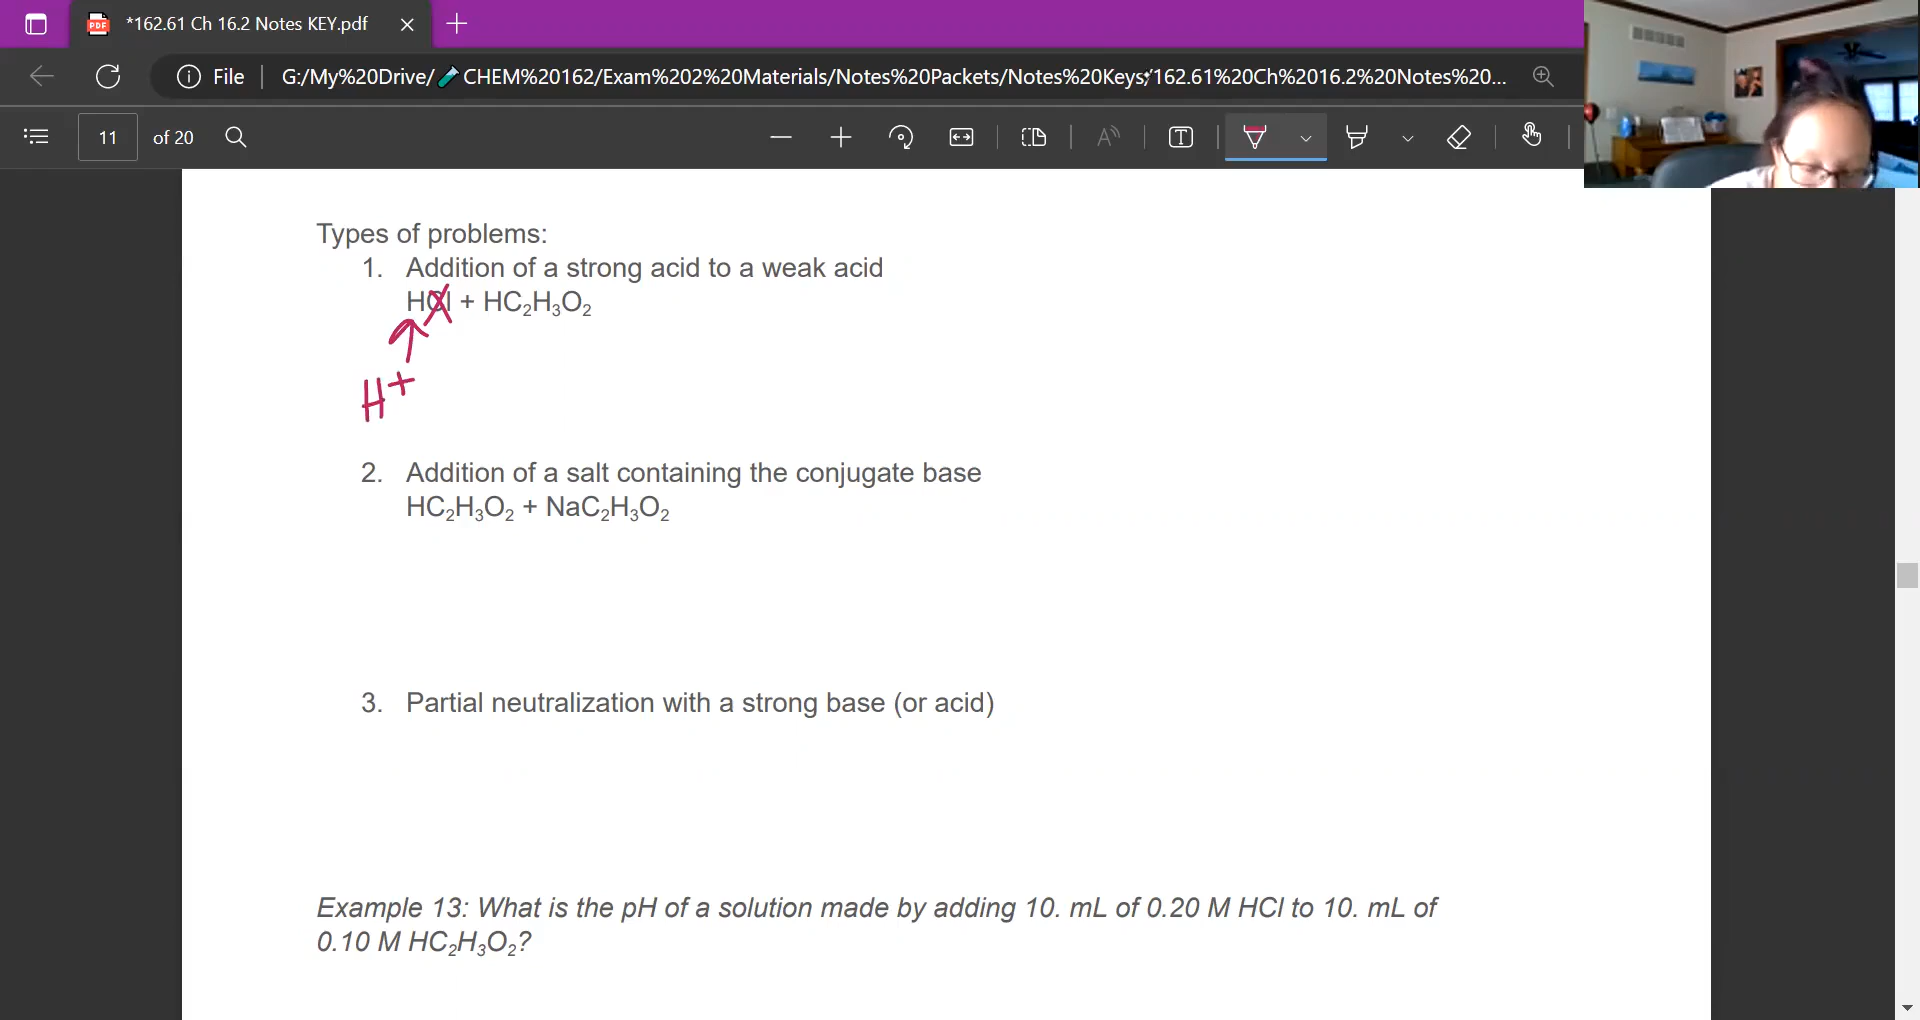 *162.61 Ch 16.2 Notes KEY.pdf
File
G:/My%20Drive/🧪CHEM%20162/Exam%202%20Materials/Notes%20Packets/Notes%20Keys/162.61%20Ch%2016.2%20Notes%20...
11 of 20
Types of problems:
1. Addition of a strong acid to a weak acid
HCl + HC₂H₃O₂
H+
2. Addition of a salt containing the conjugate base
HC₂H₃O₂ + NaC₂H₃O₂
3. Partial neutralization with a strong base (or acid)
Example 13: What is the pH of a solution made by adding 10. mL of 0.20 M HCl to 10. mL of
0.10 M HC₂H₃O₂?